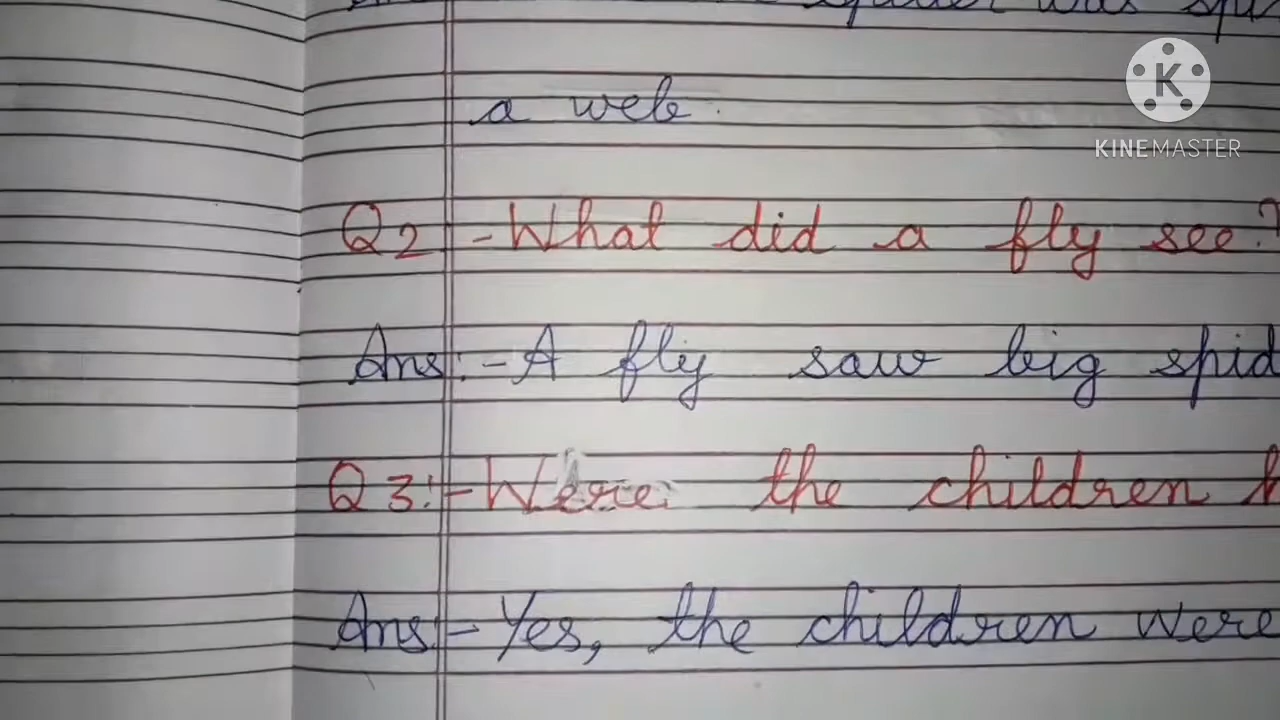 was
a web.
K
KINEMASTER
Q2 - What did a fly see?
Ans:- A fly saw big spid
Q3:- Were the children h
Ans:- Yes, the children were